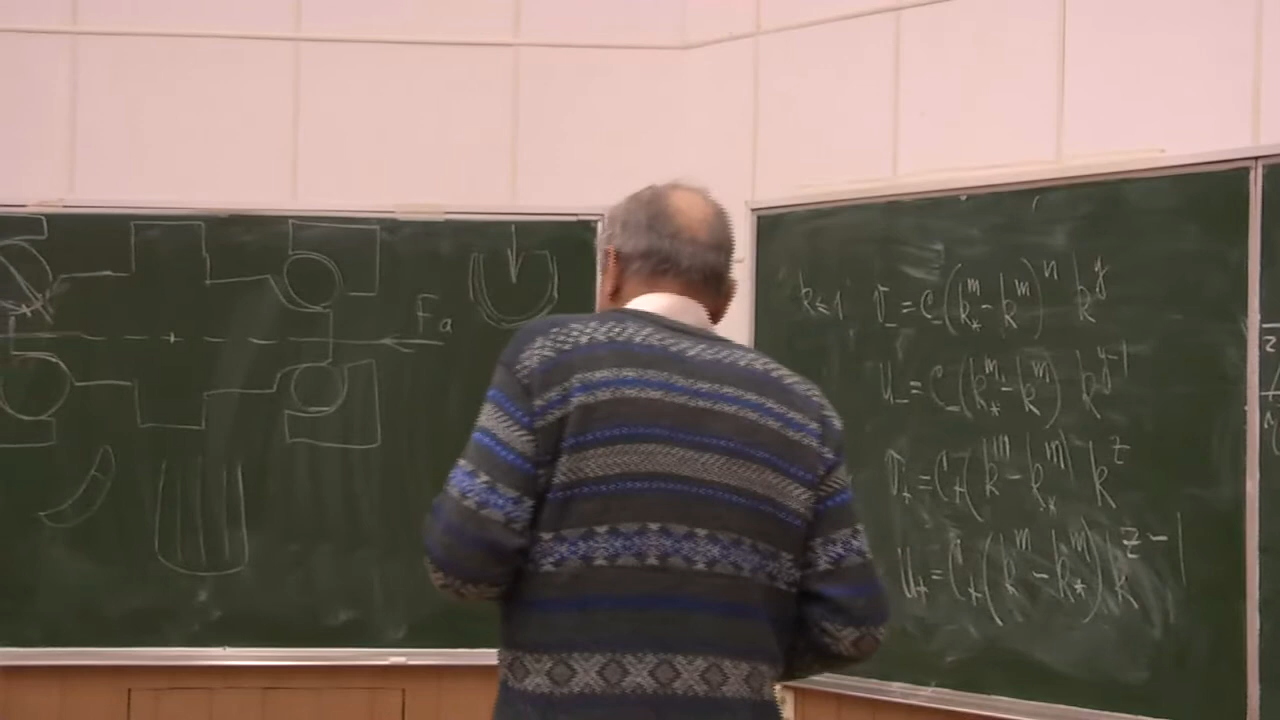 Fa
k ≤ 1 σ₋ = C₋(k*ᵐ - kᵐ)ⁿ kʸ
u₋ = C₋(k*ᵐ - kᵐ) kʸ⁻¹
σ₊ = C₊(kᵐ - k*ᵐ) kᶻ
u₊ = C₊(kᵐ - k*ᵐ) kᶻ⁻¹